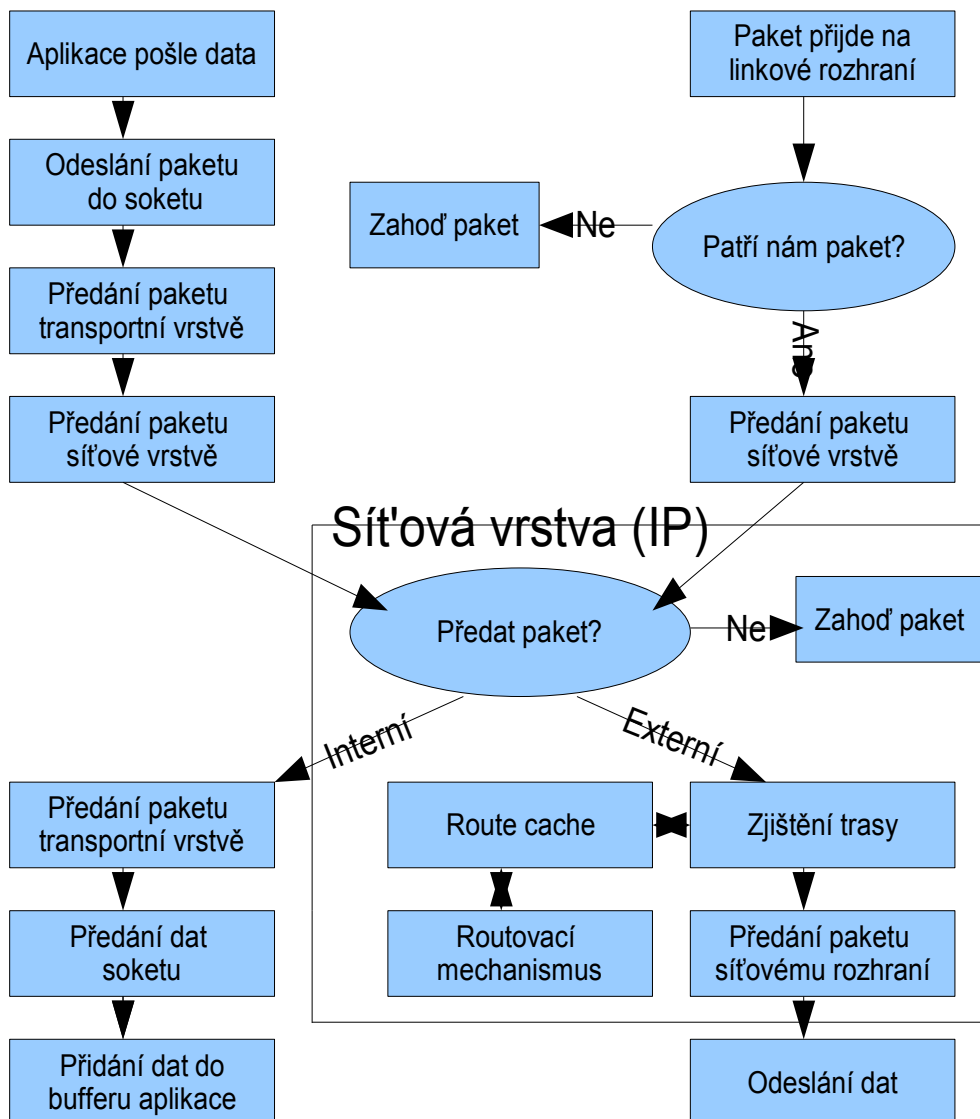 Aplikace pošle data
Paket přijde na
linkové rozhraní
Odeslání paketu
do soketu
Zahoď paket
Ne
Patří nám paket?
Předání paketu
transportní vrstvě
Ano
Předání paketu
síťové vrstvě
Předání paketu
síťové vrstvě
Sít'ová vrstva (IP)
Předat paket?
Ne
Zahoď paket
Interní
Externí
Předání paketu
transportní vrstvě
Route cache
Zjištění trasy
Předání dat
soketu
Routovací
mechanismus
Předání paketu
síťovému rozhraní
Přidání dat do
bufferu aplikace
Odeslání dat